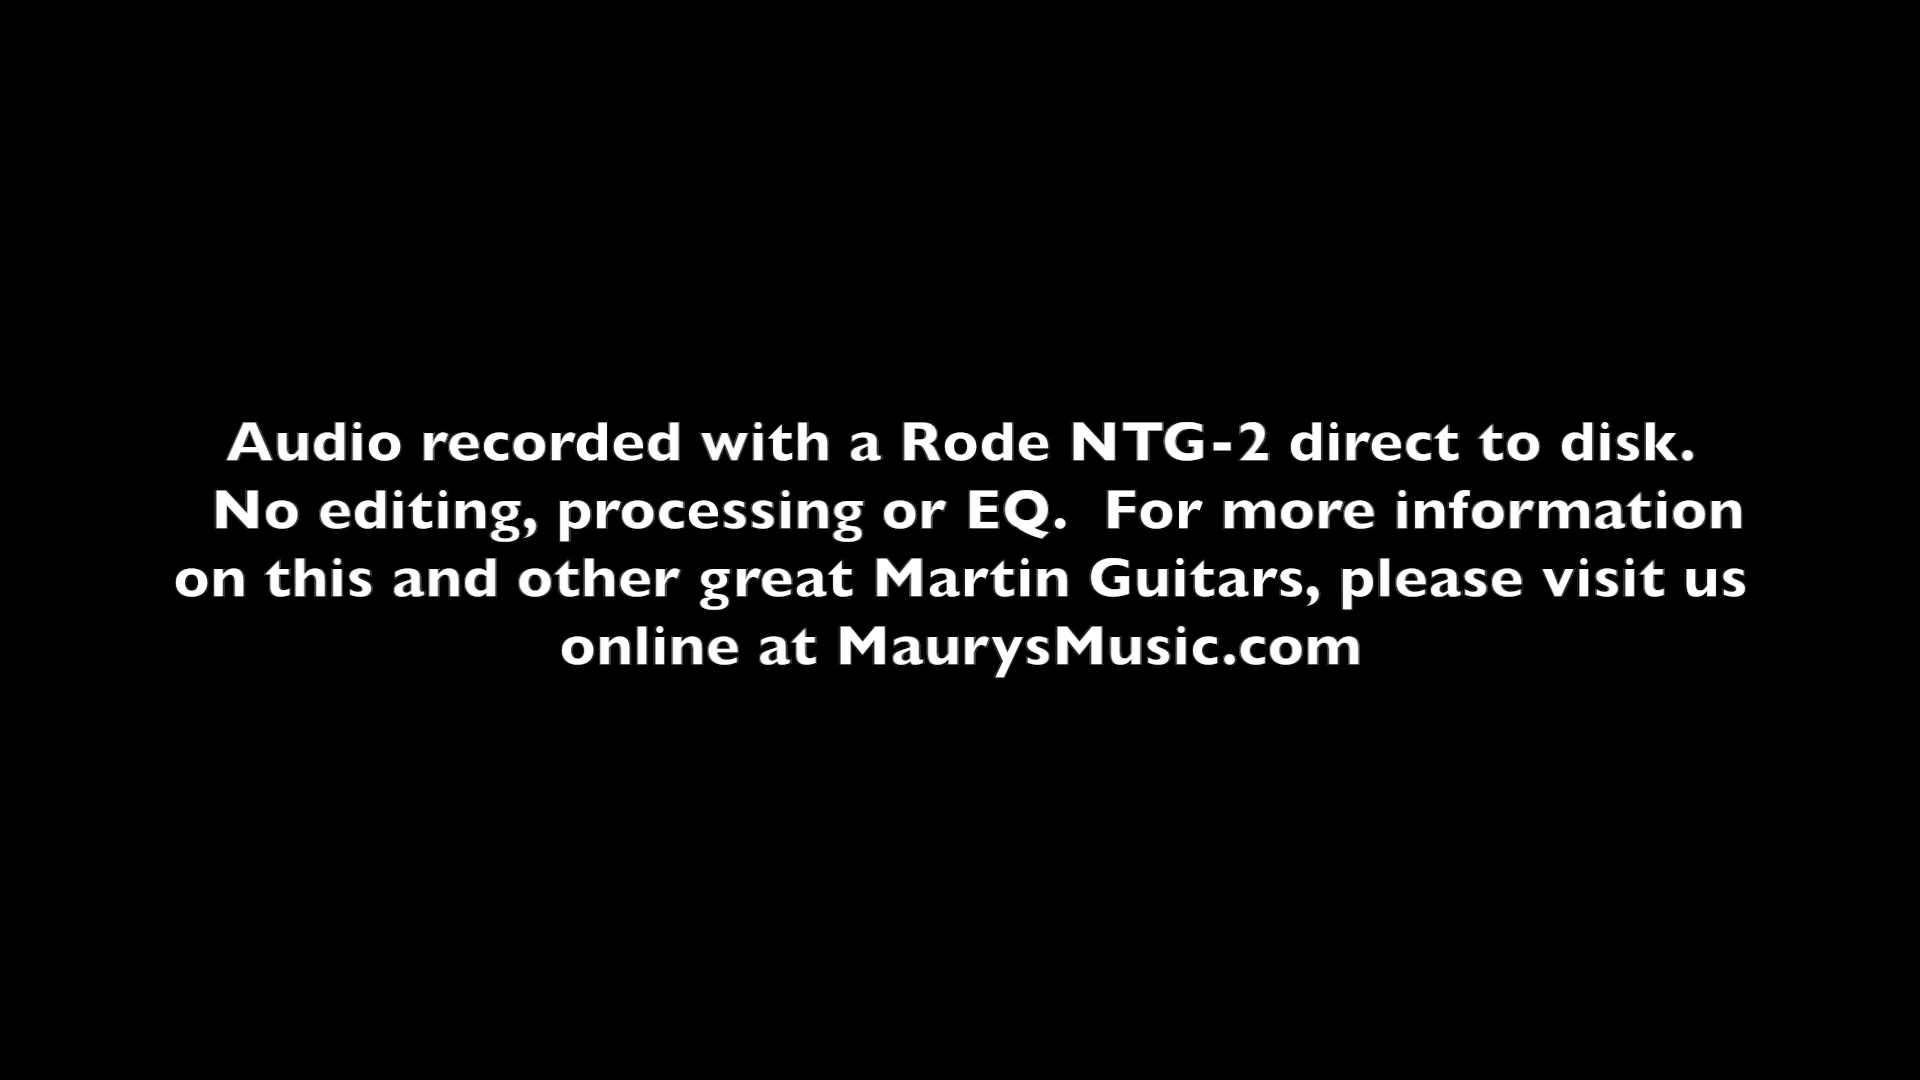 Audio recorded with a Rode NTG-2 direct to disk.
No editing, processing or EQ.  For more information
on this and other great Martin Guitars, please visit us
online at MaurysMusic.com